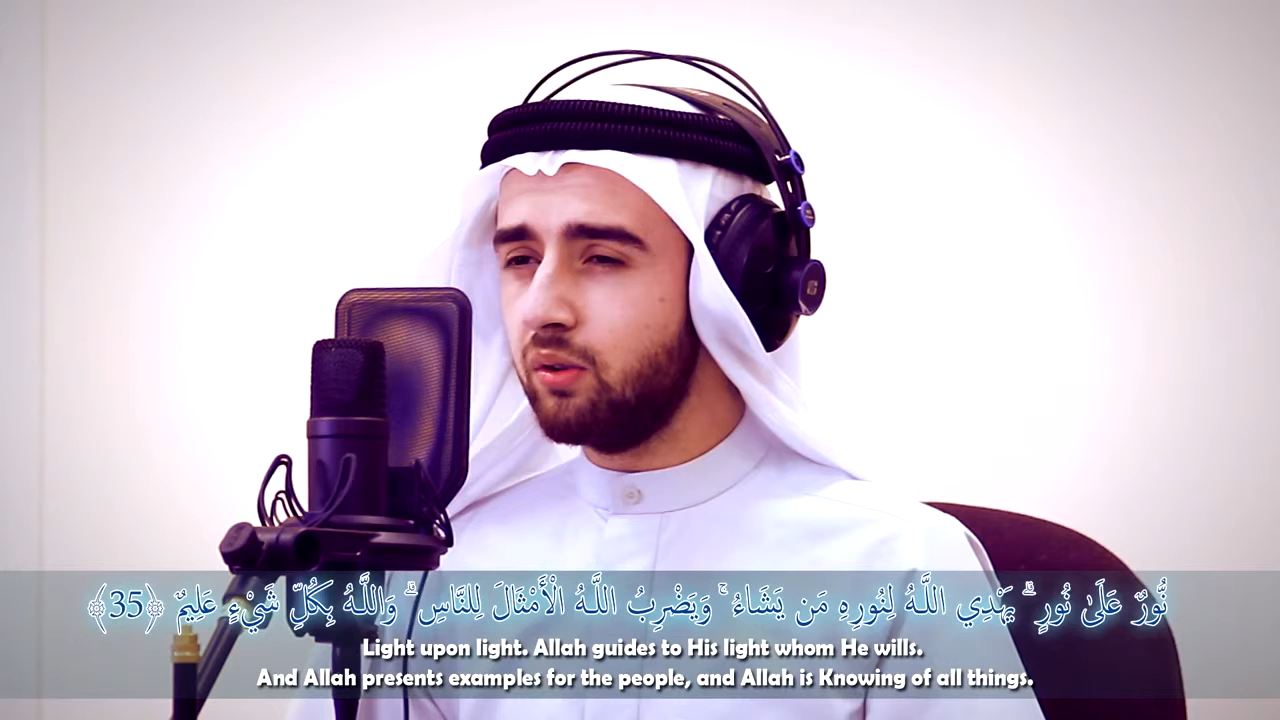 نُّورٌ عَلَىٰ نُورٍ ۗ يَهْدِي اللَّهُ لِنُورِهِ مَن يَشَاءُ ۚ وَيَضْرِبُ اللَّهُ الْأَمْثَالَ لِلنَّاسِ ۗ وَاللَّهُ بِكُلِّ شَيْءٍ عَلِيمٌ ﴿35﴾
Light upon light. Allah guides to His light whom He wills.
And Allah presents examples for the people, and Allah is Knowing of all things.